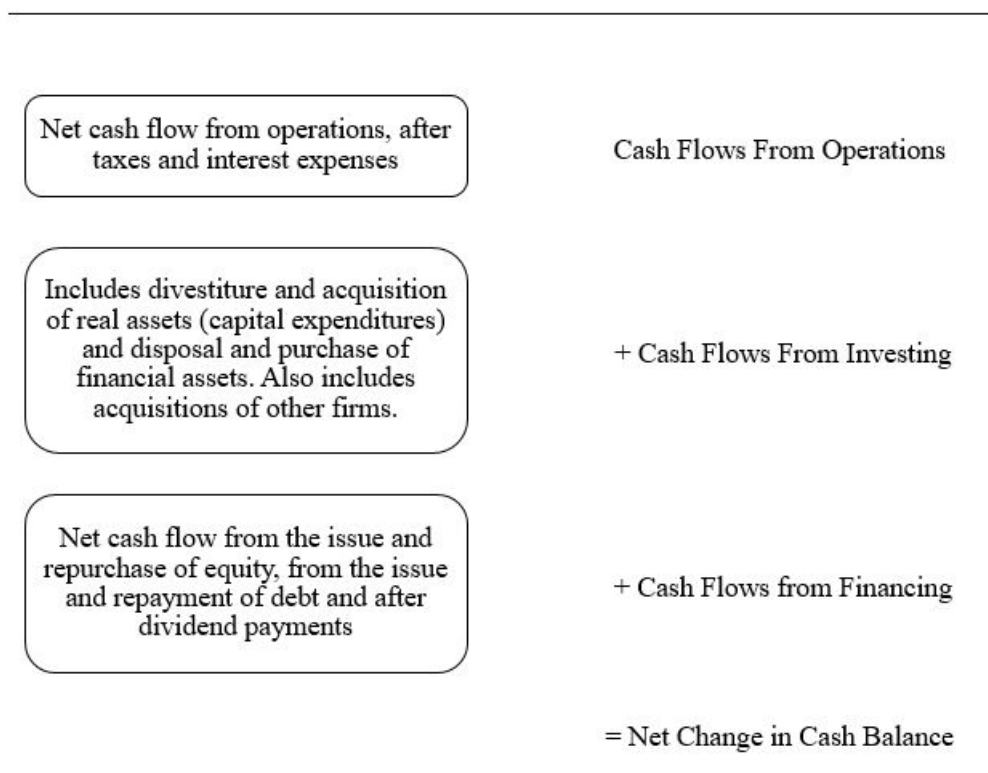 Net cash flow from operations, after
taxes and interest expenses
Cash Flows From Operations
Includes divestiture and acquisition
of real assets (capital expenditures)
and disposal and purchase of
financial assets. Also includes
acquisitions of other firms.
+ Cash Flows From Investing
Net cash flow from the issue and
repurchase of equity, from the issue
and repayment of debt and after
dividend payments
+ Cash Flows from Financing
= Net Change in Cash Balance